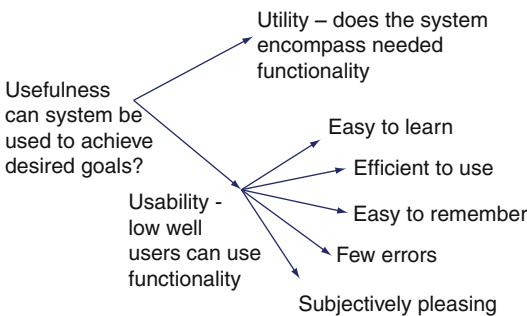 Utility – does the system
encompass needed
functionality
Usefulness
can system be
used to achieve
desired goals?
Easy to learn
Efficient to use
Usability -
low well
users can use
functionality
Easy to remember
Few errors
Subjectively pleasing